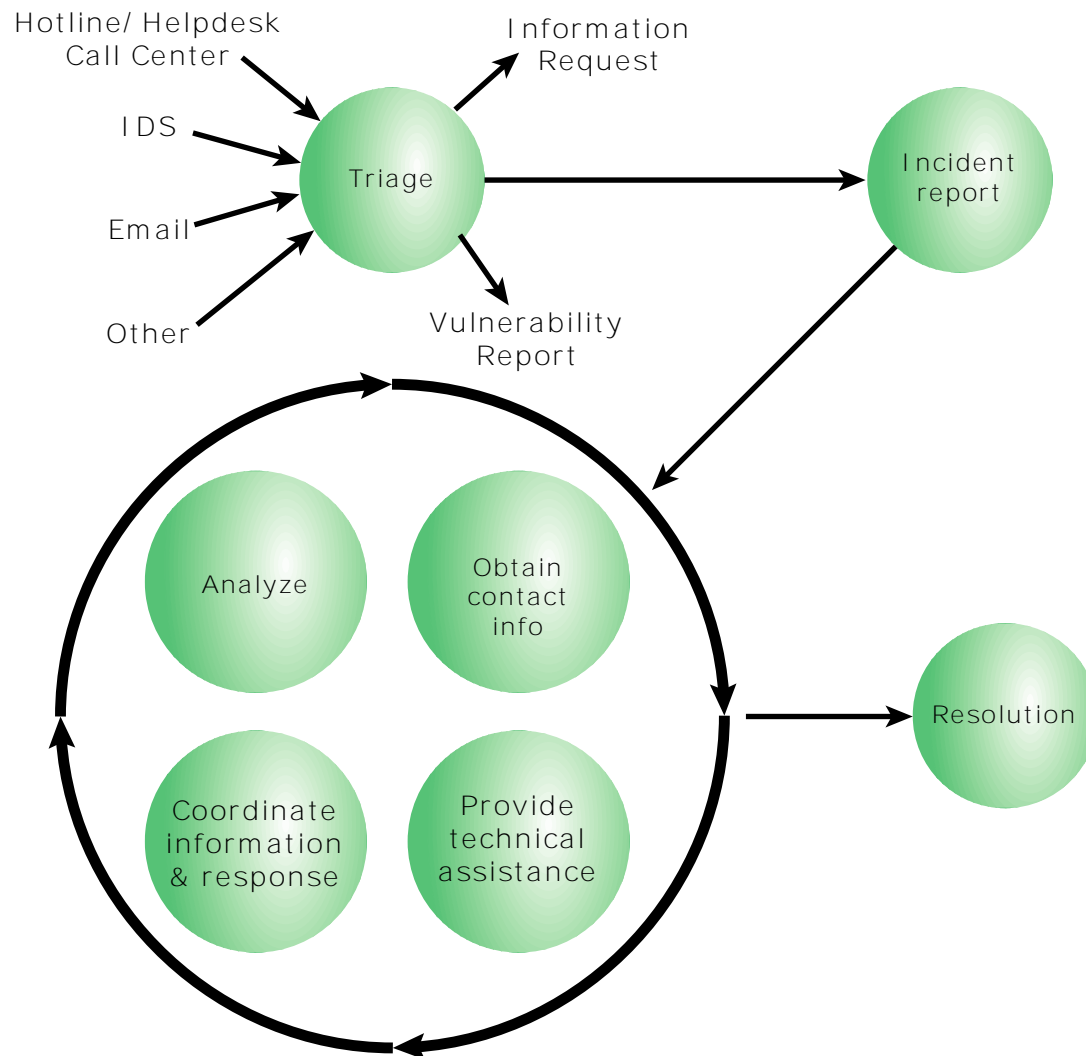 Hotline/Helpdesk
Call Center
Information
Request
IDS
Triage
Incident
report
Email
Other
Vulnerability
Report
Analyze
Obtain
contact
info
Resolution
Coordinate
information
& response
Provide
technical
assistance